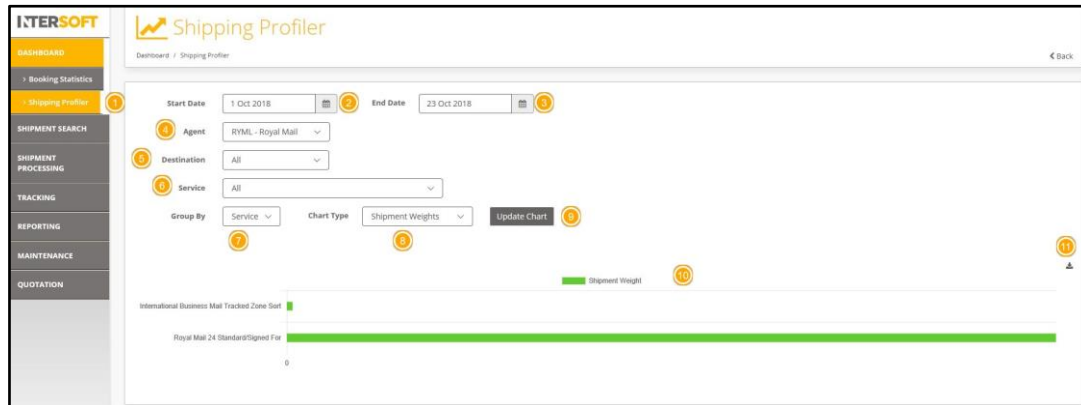 INTERSOFT
Shipping Profiler
DASHBOARD
Dashboard / Shipping Profiler
Back
> Booking Statistics
> Shipping Profiler
1
Start Date
1 Oct 2018
2
End Date
23 Oct 2018
3
SHIPMENT SEARCH
4
Agent
RYML - Royal Mail
SHIPMENT
PROCESSING
5
Destination
All
6
Service
All
TRACKING
REPORTING
Group By
Service
Chart Type
Shipment Weights
Update Chart
9
7
8
MAINTENANCE
11
QUOTATION
Shipment Weight
10
International Business Mail Tracked Zone Sort
Royal Mail 24 Standard/Signed For
0